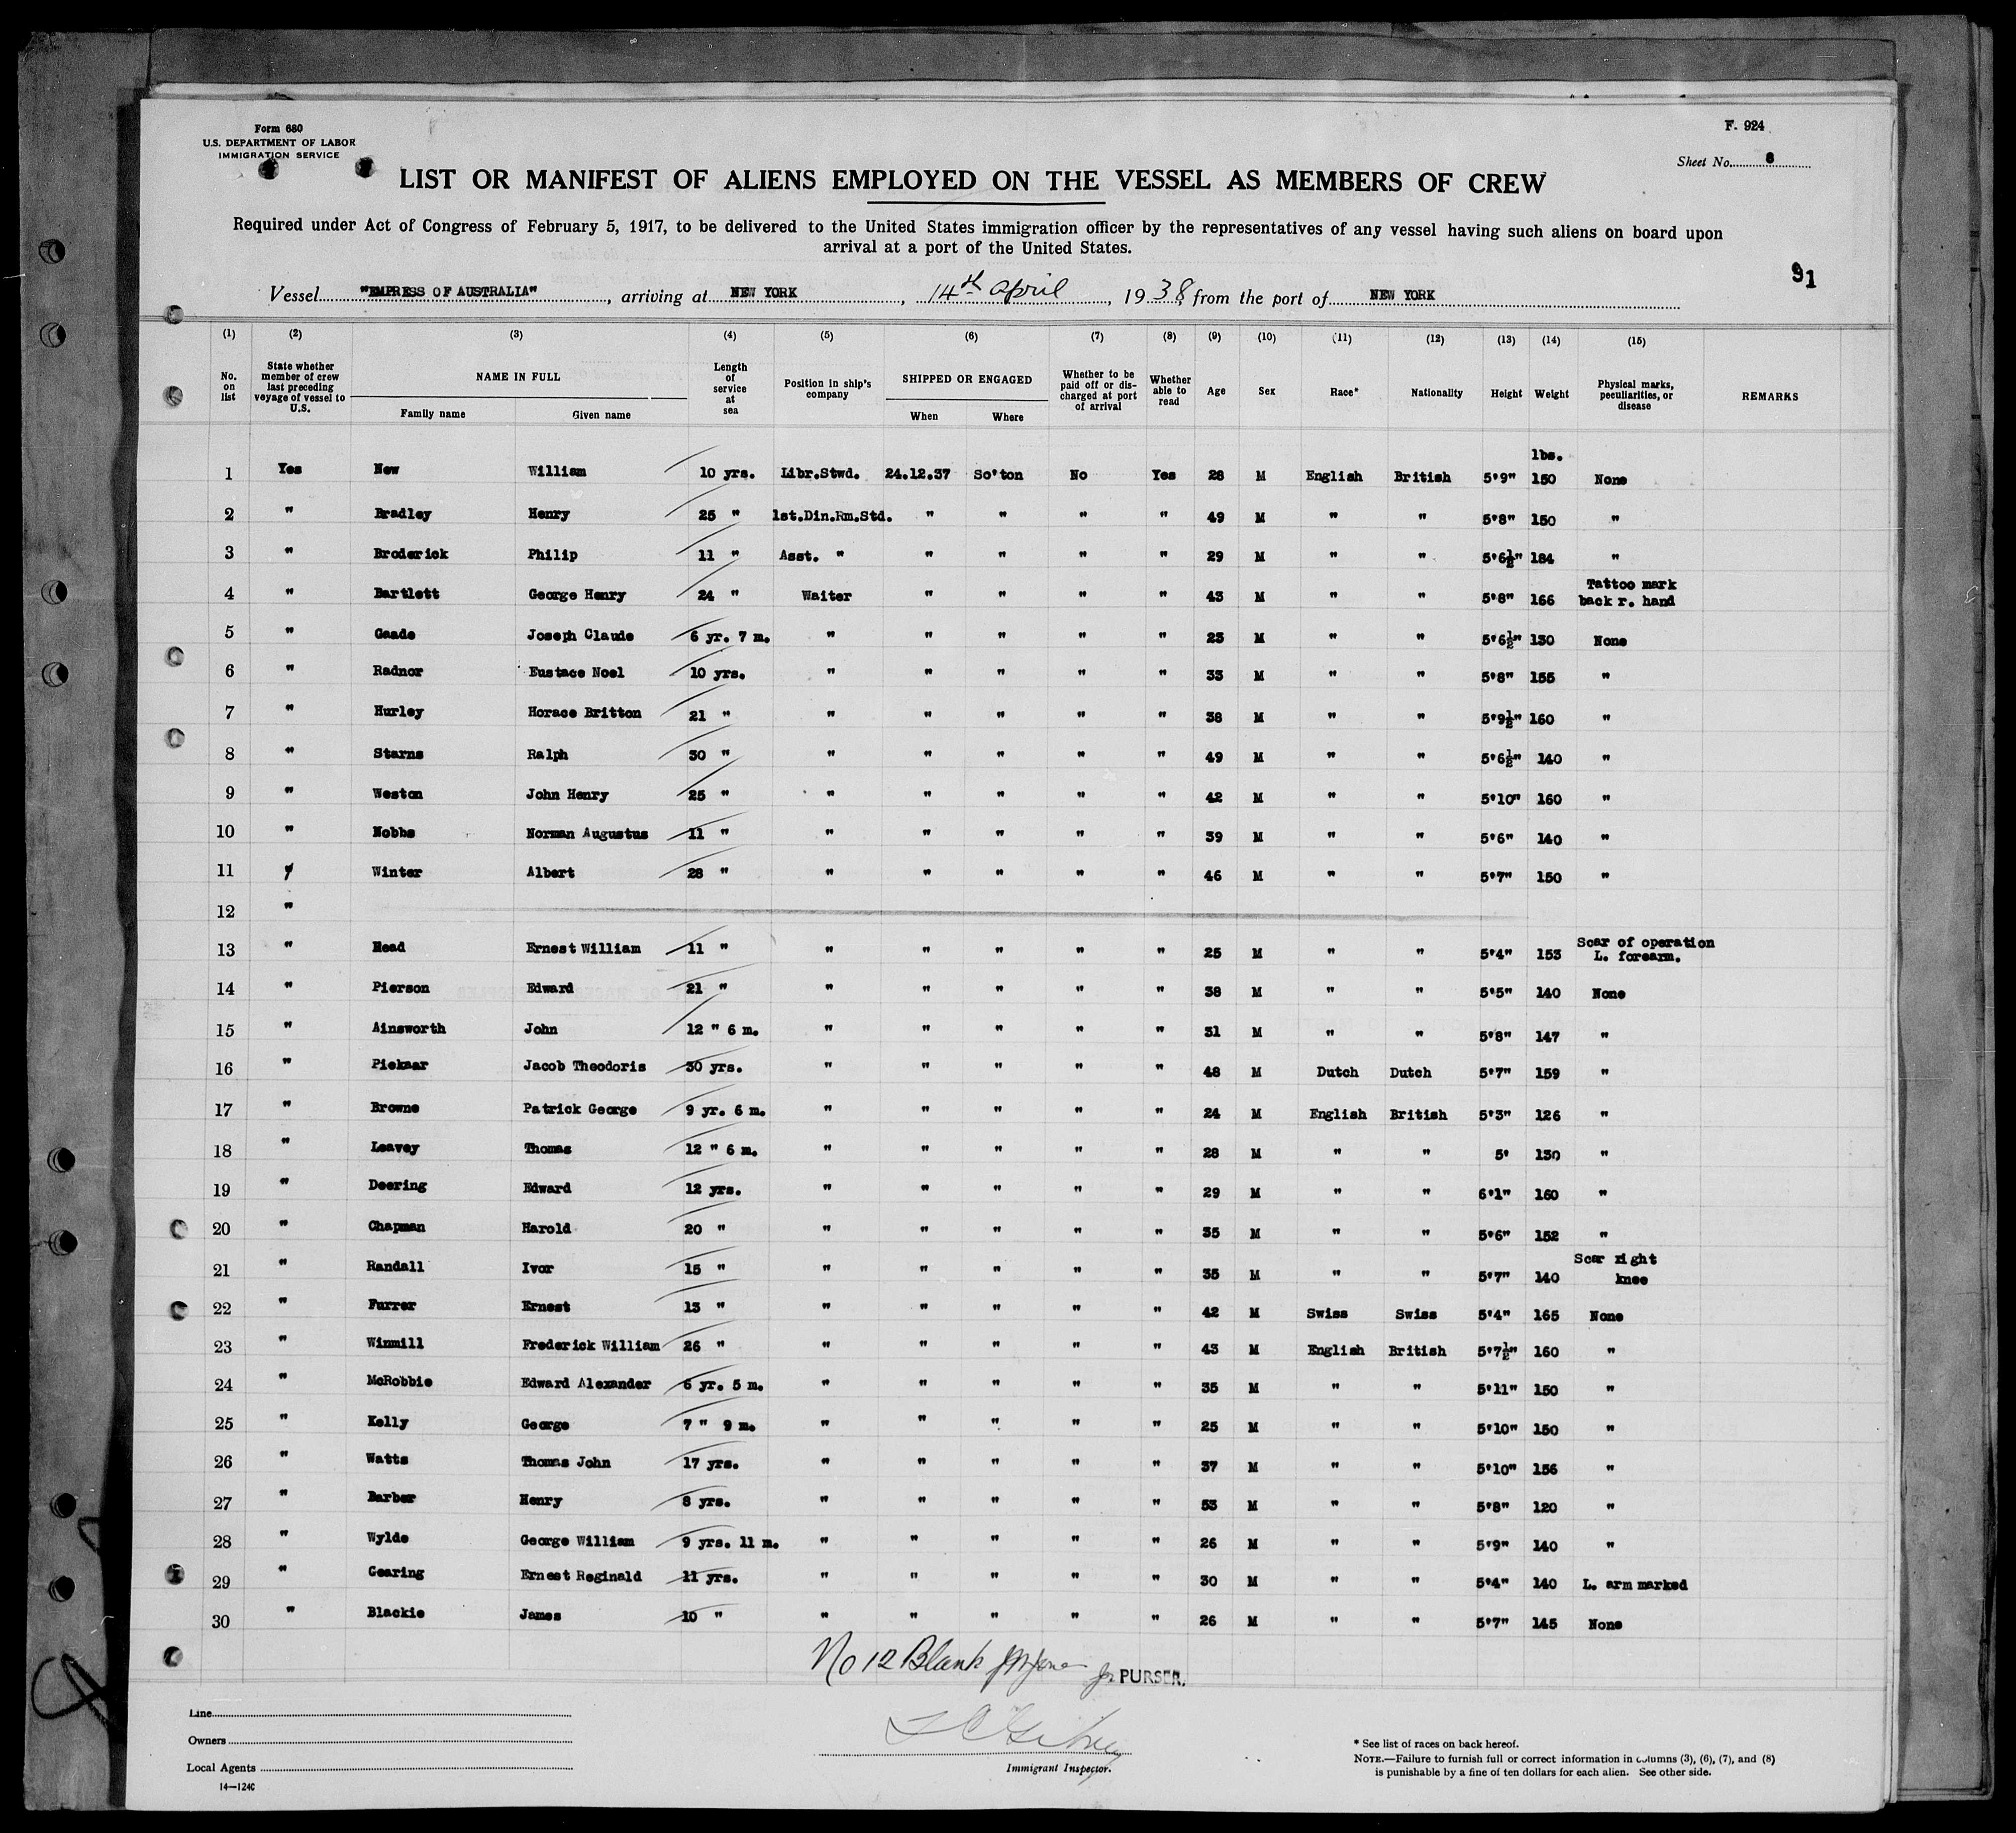 Form 680
U.S. DEPARTMENT OF LABOR
IMMIGRATION SERVICE
F. 924
Sheet No. 8
LIST OR MANIFEST OF ALIENS EMPLOYED ON THE VESSEL AS MEMBERS OF CREW
Required under Act of Congress of February 5, 1917, to be delivered to the United States immigration officer by the representatives of any vessel having such aliens on board upon
arrival at a port of the United States.
91
Vessel "EMPRESS OF AUSTRALIA", arriving at NEW YORK, 14th April, 1938 from the port of NEW YORK
(1) (2) (3) (4) (5) (6) (7) (8) (9) (10) (11) (12) (13) (14) (15)
No. on list State whether member of crew last preceding voyage of vessel to U.S. NAME IN FULL Family name Given name Length of service at sea Position in ship's company SHIPPED OR ENGAGED When Where Whether to be paid off or discharged at port of arrival Whether able to read Age Sex Race* Nationality Height Weight Physical marks, peculiarities, or disease REMARKS
lbs.
1 Yes New William 10 yrs. Libr.Stwd. 24.12.37 So'ton No Yes 28 M English British 5'9" 150 None
2 " Bradley Henry 25 " 1st.Din.Rm.Std. " " " " 49 M " " 5'8" 150 "
3 " Broderick Philip 11 " Asst. " " " " " 29 M " " 5'6½" 184 "
4 " Bartlett George Henry 24 " Waiter " " " " 43 M " " 5'8" 166 Tattoo mark back r. hand
5 " Gaade Joseph Claude 6 yr. 7 m. " " " " " 23 M " " 5'6½" 130 None
6 " Radnor Eustace Noel 10 yrs. " " " " " 33 M " " 5'8" 155 "
7 " Hurley Horace Britton 21 " " " " " " 38 M " " 5'9½" 160 "
8 " Starns Ralph 30 " " " " " " 49 M " " 5'6½" 140 "
9 " Weston John Henry 25 " " " " " " 42 M " " 5'10" 160 "
10 " Nobbs Norman Augustus 11 " " " " " " 39 M " " 5'6" 140 "
11 " Winter Albert 28 " " " " " " 46 M " " 5'7" 150 "
12 "
13 " Head Ernest William 11 " " " " " " 25 M " " 5'4" 153 Scar of operation L. forearm.
14 " Pierson Edward 21 " " " " " " 38 M " " 5'5" 140 None
15 " Ainsworth John 12 " 6 m. " " " " " 31 M " " 5'8" 147 "
16 " Piekaar Jacob Theodoris 30 yrs. " " " " " 48 M Dutch Dutch 5'7" 159 "
17 " Browne Patrick George 9 yr. 6 m. " " " " " 24 M English British 5'3" 126 "
18 " Leavey Thomas 12 " 6 m. " " " " " 28 M " " 5' 130 "
19 " Deering Edward 12 yrs. " " " " " 29 M " " 6'1" 160 "
20 " Chapman Harold 20 " " " " " " 35 M " " 5'6" 152 "
21 " Randall Ivor 15 " " " " " " 35 M " " 5'7" 140 Scar right knee
22 " Furrer Ernest 13 " " " " " " 42 M Swiss Swiss 5'4" 165 None
23 " Winmill Frederick William 26 " " " " " " 43 M English British 5'7½" 160 "
24 " McRobbie Edward Alexander 6 yr. 5 m. " " " " " 35 M " " 5'11" 150 "
25 " Kelly George 7 " 9 m. " " " " " 25 M " " 5'10" 150 "
26 " Watts Thomas John 17 yrs. " " " " " 37 M " " 5'10" 156 "
27 " Barber Henry 8 yrs. " " " " " 53 M " " 5'8" 120 "
28 " Wylde George William 9 yrs. 11 m. " " " " " 26 M " " 5'9" 140 "
29 " Gearing Ernest Reginald 11 yrs. " " " " " 30 M " " 5'4" 140 L. arm marked
30 " Blackie James 10 " " " " " " 26 M " " 5'7" 145 None
No 12 Blank for PURSER.
Line
Owners
Local Agents
14—1240
Immigrant Inspector.
* See list of races on back hereof.
NOTE.—Failure to furnish full or correct information in columns (3), (6), (7), and (8)
is punishable by a fine of ten dollars for each alien. See other side.